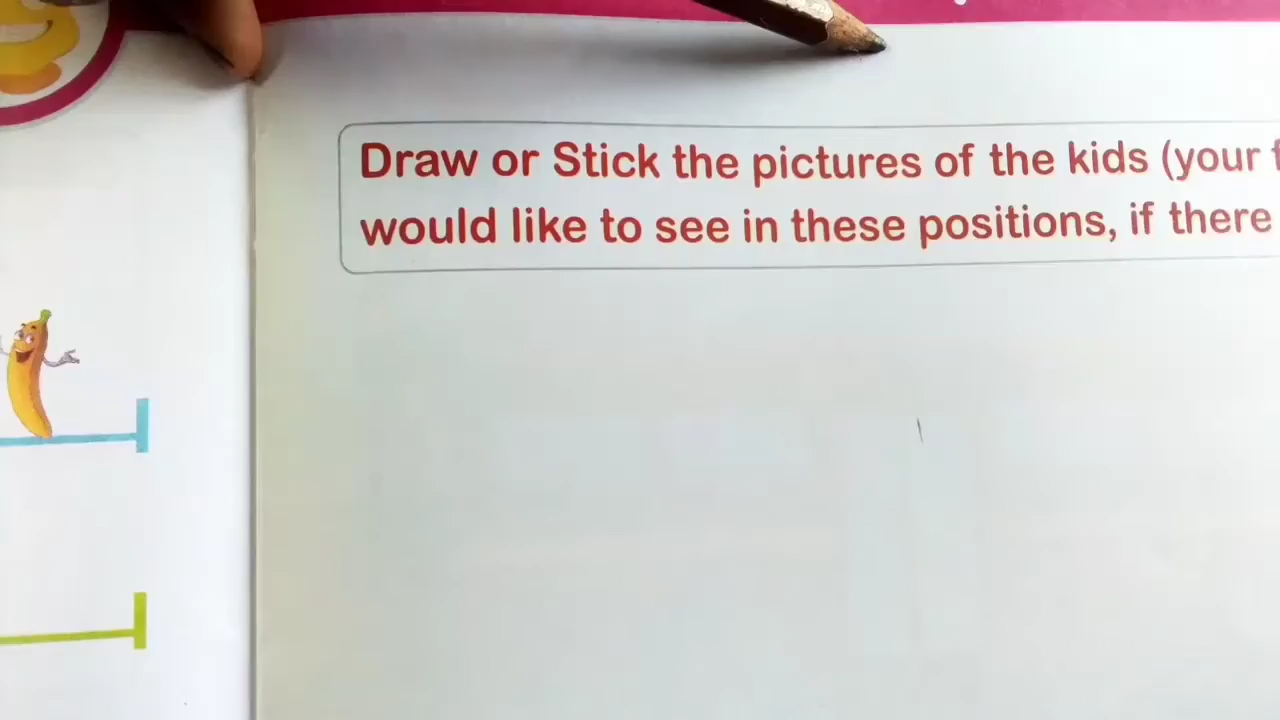 Draw or Stick the pictures of the kids (your
would like to see in these positions, if there